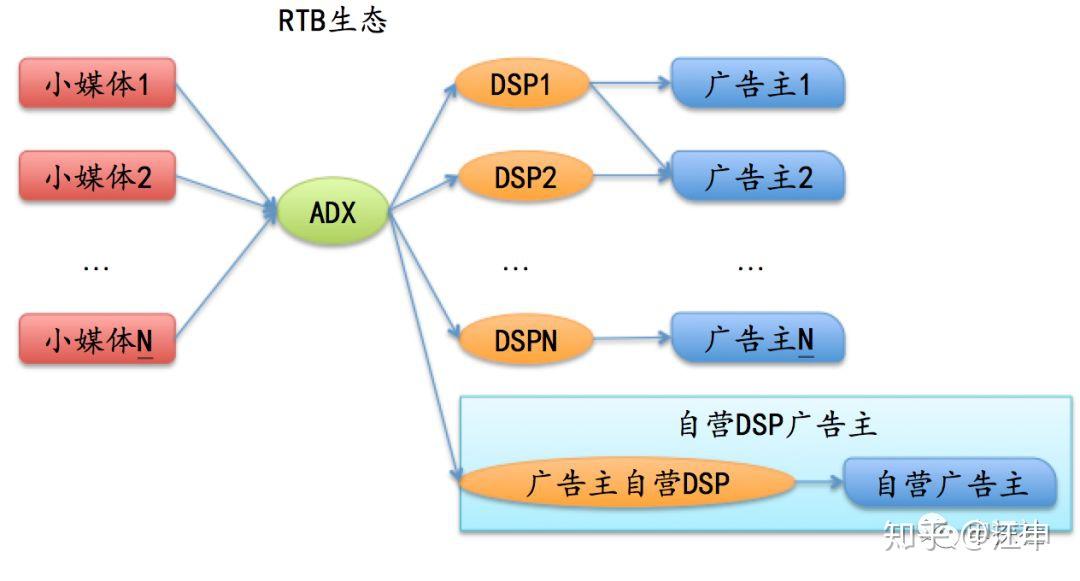 RTB生态
小媒体1
DSP1
广告主1
小媒体2
DSP2
广告主2
ADX
...
...
...
小媒体N
DSPN
广告主N
自营DSP广告主
广告主自营DSP
自营广告主
知乎 @汪申